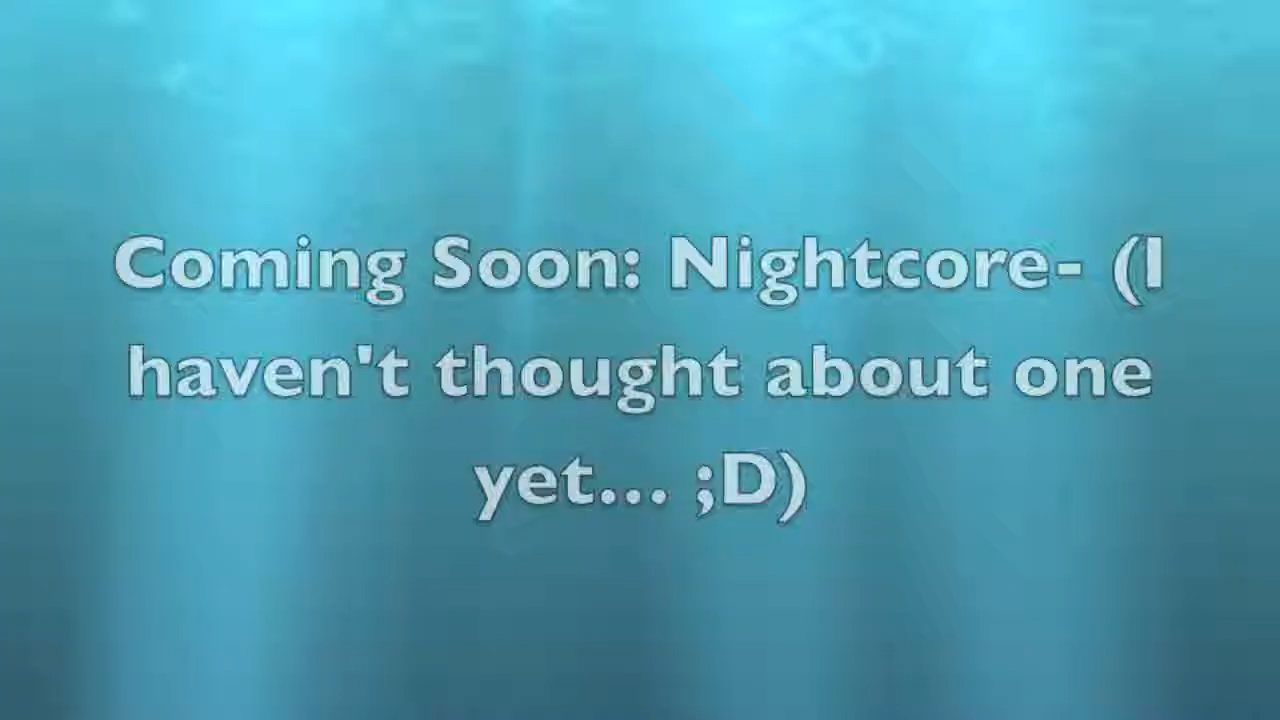 Coming Soon: Nightcore- (I
haven't thought about one
yet... ;D)